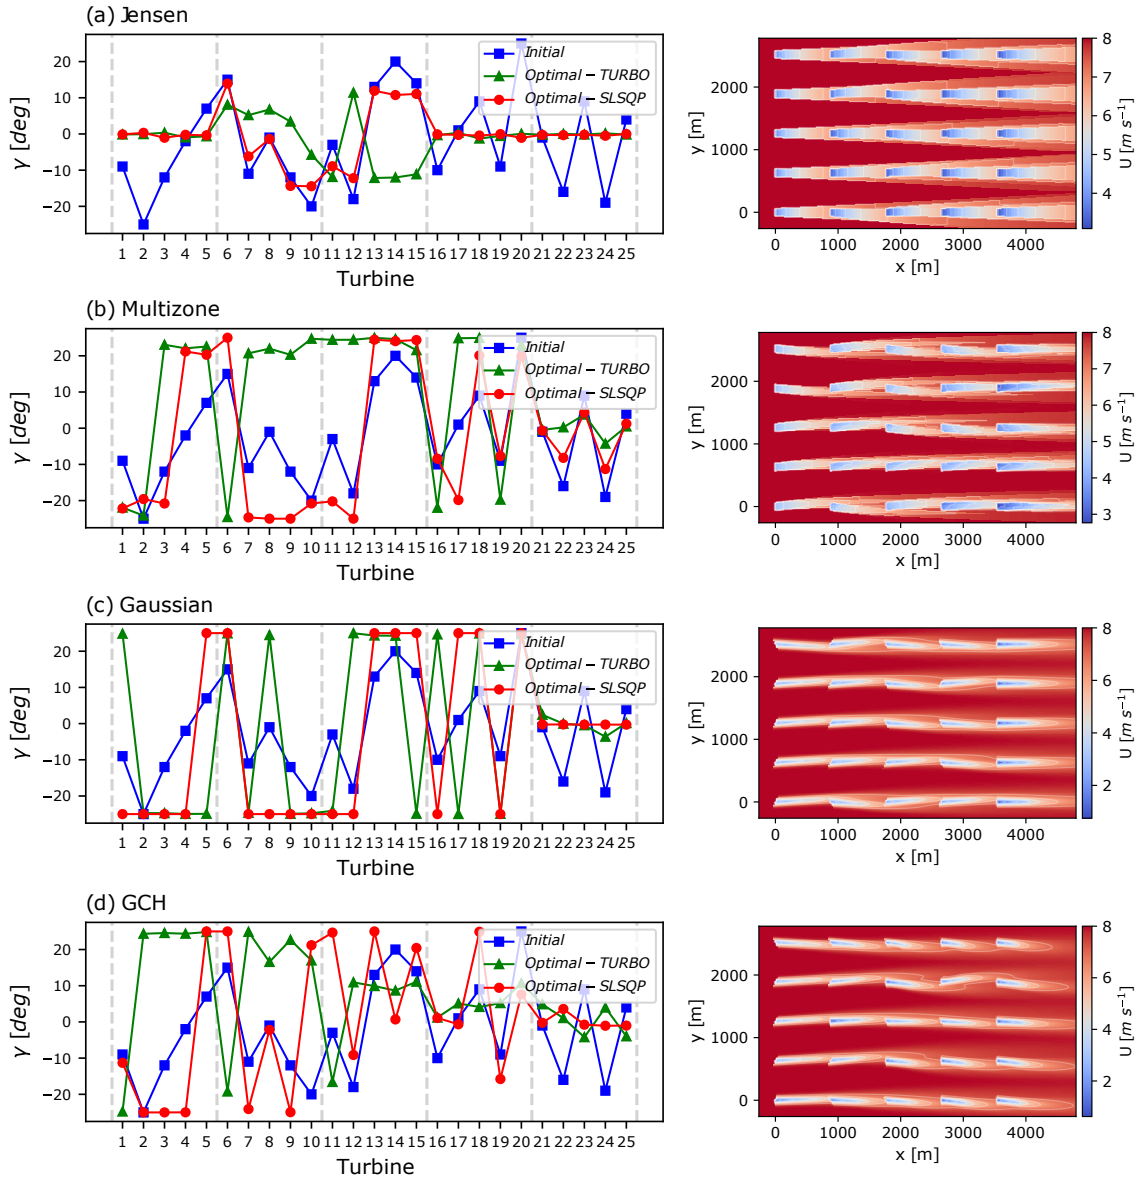 (a) Jensen
γ [deg]
20
10
0
−10
−20
Initial
Optimal − TURBO
Optimal − SLSQP
1 2 3 4 5 6 7 8 9 10 11 12 13 14 15 16 17 18 19 20 21 22 23 24 25
Turbine
y [m]
2000
1000
0
0 1000 2000 3000 4000
x [m]
8
7
6
5
4
U [m s⁻¹]
(b) Multizone
γ [deg]
20
10
0
−10
−20
Initial
Optimal − TURBO
Optimal − SLSQP
1 2 3 4 5 6 7 8 9 10 11 12 13 14 15 16 17 18 19 20 21 22 23 24 25
Turbine
y [m]
2000
1000
0
0 1000 2000 3000 4000
x [m]
8
7
6
5
4
3
U [m s⁻¹]
(c) Gaussian
γ [deg]
20
10
0
−10
−20
Initial
Optimal − TURBO
Optimal − SLSQP
1 2 3 4 5 6 7 8 9 10 11 12 13 14 15 16 17 18 19 20 21 22 23 24 25
Turbine
y [m]
2000
1000
0
0 1000 2000 3000 4000
x [m]
8
6
4
2
U [m s⁻¹]
(d) GCH
γ [deg]
20
10
0
−10
−20
Initial
Optimal − TURBO
Optimal − SLSQP
1 2 3 4 5 6 7 8 9 10 11 12 13 14 15 16 17 18 19 20 21 22 23 24 25
Turbine
y [m]
2000
1000
0
0 1000 2000 3000 4000
x [m]
8
6
4
2
U [m s⁻¹]